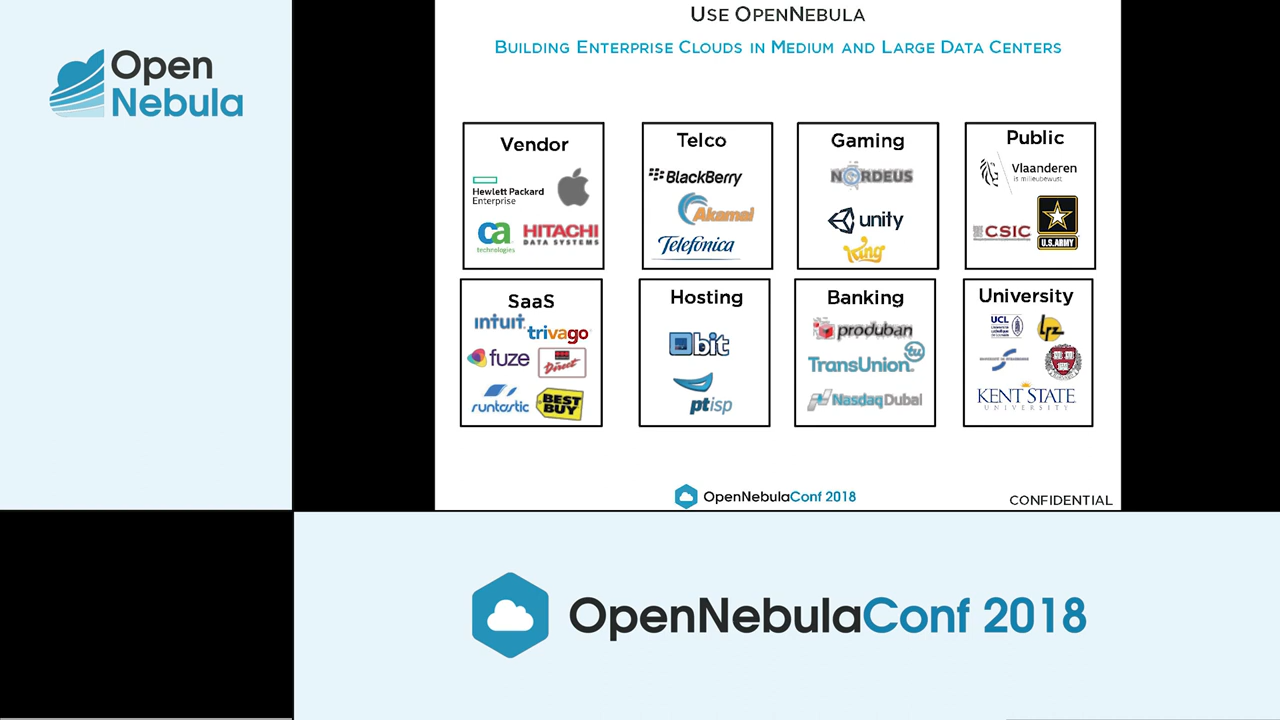 Open
Nebula
USE OPENNEBULA
BUILDING ENTERPRISE CLOUDS IN MEDIUM AND LARGE DATA CENTERS
Vendor
Hewlett Packard
Enterprise
ca
technologies
HITACHI
DATA SYSTEMS
Telco
BlackBerry
Akamai
Telefónica
Gaming
NORDEUS
unity
King
Public
Vlaanderen
is milieubewust
CSIC
U.S.ARMY
SaaS
intuit
trivago
fuze
Direct
runtastic
BEST
BUY
Hosting
bit
ptisp
Banking
produban
TransUnion
tu
NasdaqDubai
University
UCL
lrz
KENT STATE
UNIVERSITY
OpenNebulaConf 2018
CONFIDENTIAL
OpenNebulaConf 2018